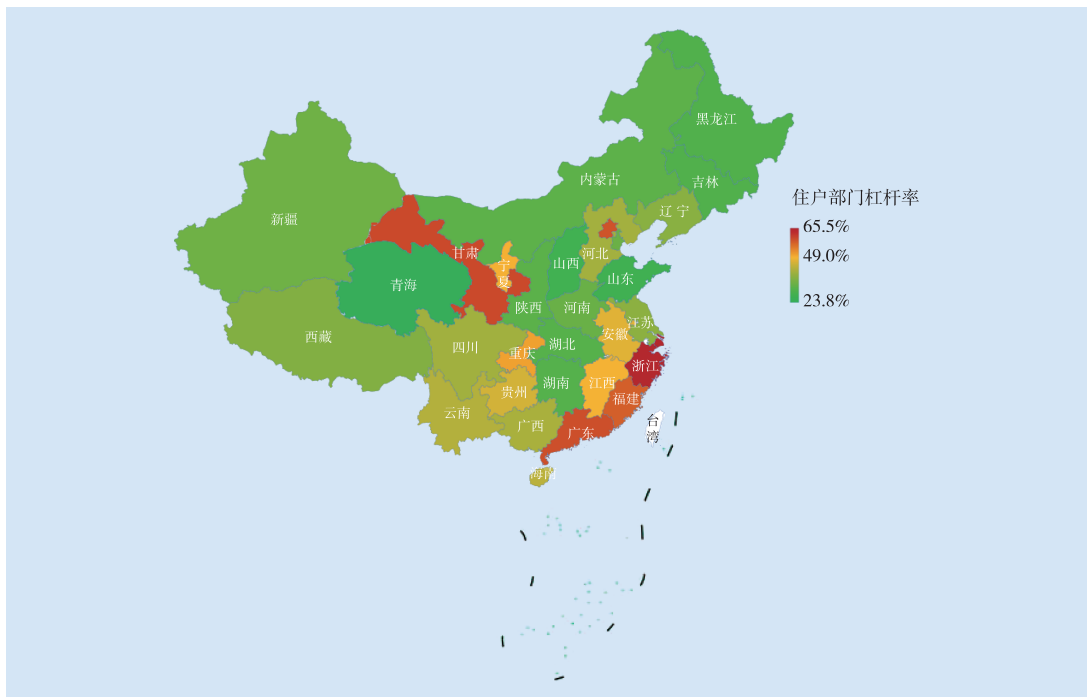 黑龙江
吉林
内蒙古
辽 宁
住户部门杠杆率
新疆
65.5%
甘肃
河北
49.0%
宁
夏
山西
青海
山东
23.8%
陕西
河南
西藏
江苏
安徽
四川
重庆
湖北
浙江
贵州
湖南
江西
福建
云南
广西
广东
台
湾
海南